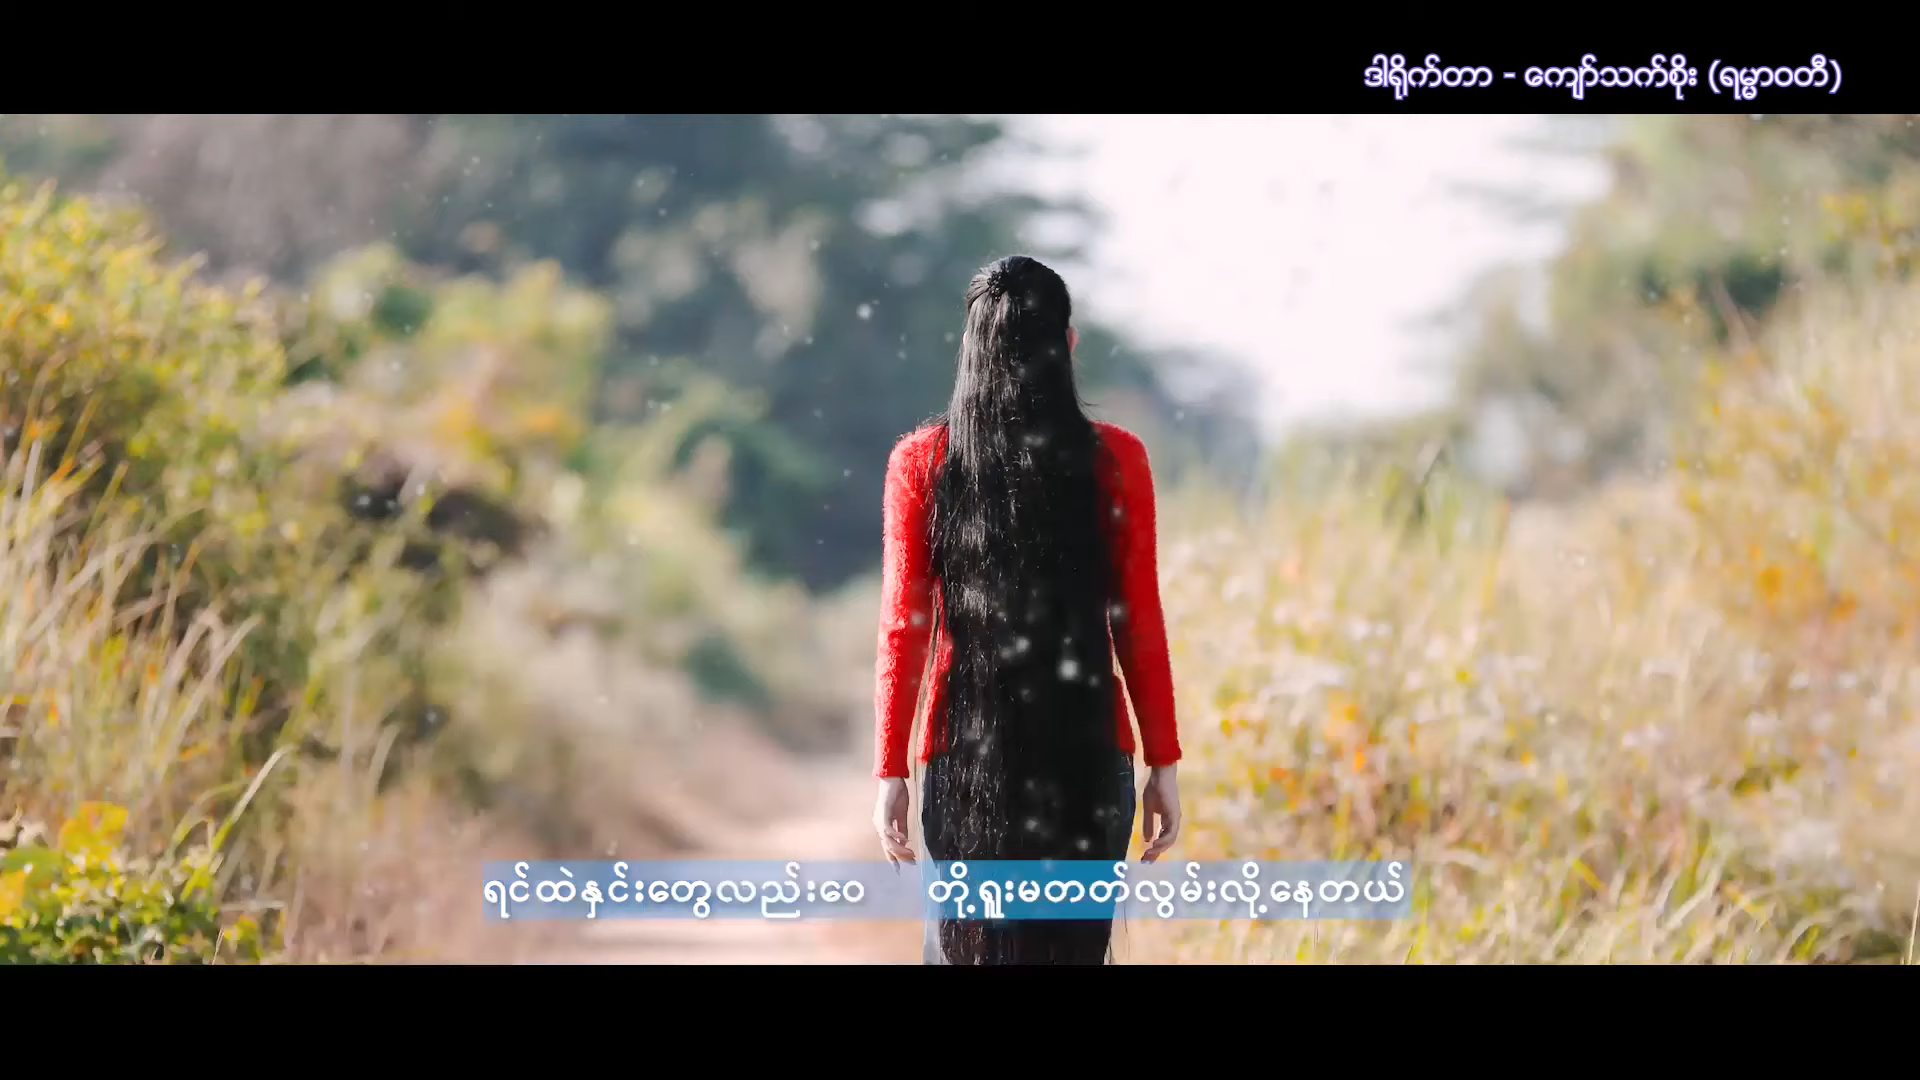 ဒါရိုက်တာ - ကျော်သက်စိုး (ရမ္မာဝတီ)
ရင်ထဲနှင်းတွေလည်းဝေ တို့ရူးမတတ်လွမ်းလို့နေတယ်